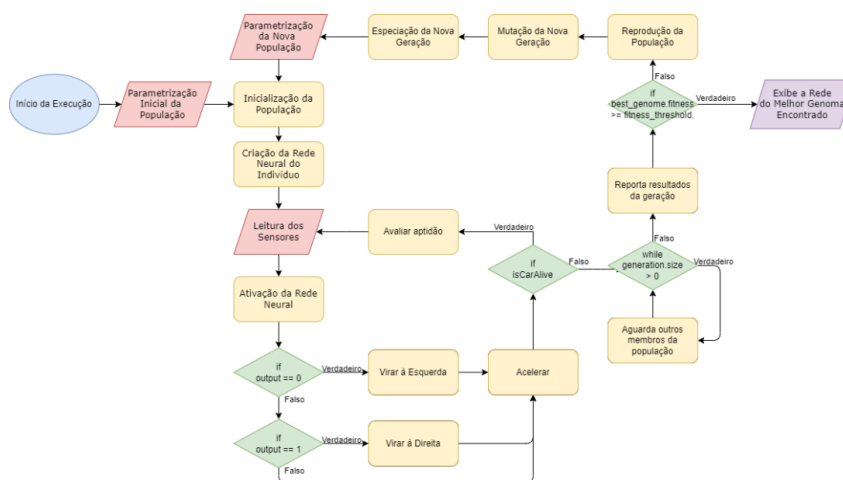 Parametrização
da Nova
População
Especiação da Nova
Geração
Mutação da Nova
Geração
Reprodução da
População
Falso
Início da Execução
Parametrização
Inicial da
População
Inicialização da
População
if
best_genome.fitness
>= fitness_threshold.
Verdadeiro
Exibe a Rede
do Melhor Genoma
Encontrado
Criação da Rede
Neural do
Indivíduo
Reporta resultados
da geração
Leitura dos
Sensores
Avaliar aptidão
Verdadeiro
Falso
if
isCarAlive
Falso
while
generation.size
> 0
Verdadeiro
Ativação da Rede
Neural
Aguarda outros
membros da
população
if
output == 0
Verdadeiro
Virar á Esquerda
Acelerar
Falso
if
output == 1
Verdadeiro
Virar á Direita
Falso